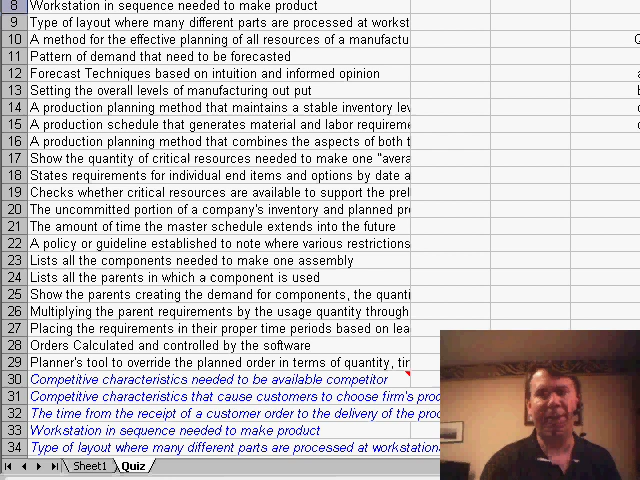 8 Workstation in sequence needed to make product
9 Type of layout where many different parts are processed at workst
10 A method for the effective planning of all resources of a manufactu
11 Pattern of demand that need to be forecasted
12 Forecast Techniques based on intuition and informed opinion
13 Setting the overall levels of manufacturing out put
14 A production planning method that maintains a stable inventory lev
15 A production schedule that generates material and labor requireme
16 A production planning method that combines the aspects of both t
17 Show the quantity of critical resources needed to make one "avera
18 States requirements for individual end items and options by date a
19 Checks whether critical resources are available to support the prel
20 The uncommitted portion of a company's inventory and planned pr
21 The amount of time the master schedule extends into the future
22 A policy or guideline established to note where various restrictions
23 Lists all the components needed to make one assembly
24 Lists all the parents in which a component is used
25 Show the parents creating the demand for components, the quanti
26 Multiplying the parent requirements by the usage quantity through
27 Placing the requirements in their proper time periods based on lea
28 Orders Calculated and controlled by the software
29 Planner's tool to override the planned order in terms of quantity, tir
30 Competitive characteristics needed to be available competitor
31 Competitive characteristics that cause customers to choose firm's prod
32 The time from the receipt of a customer order to the delivery of the prod
33 Workstation in sequence needed to make product
34 Type of layout where many different parts are processed at workstation
Sheet1 Quiz